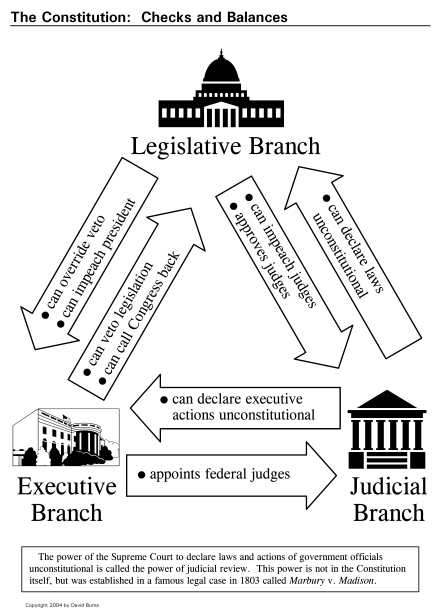 The Constitution:  Checks and Balances
Legislative Branch
● can override veto
● can impeach president
● can veto legislation
● can call Congress back
● can impeach judges
● approves judges
● can declare laws
unconstitutional
● can declare executive
actions unconstitutional
● appoints federal judges
Executive
Branch
Judicial
Branch
The power of the Supreme Court to declare laws and actions of government officials
unconstitutional is called the power of judicial review.  This power is not in the Constitution
itself, but was established in a famous legal case in 1803 called Marbury v. Madison.
Copyright 2004 by David Burns